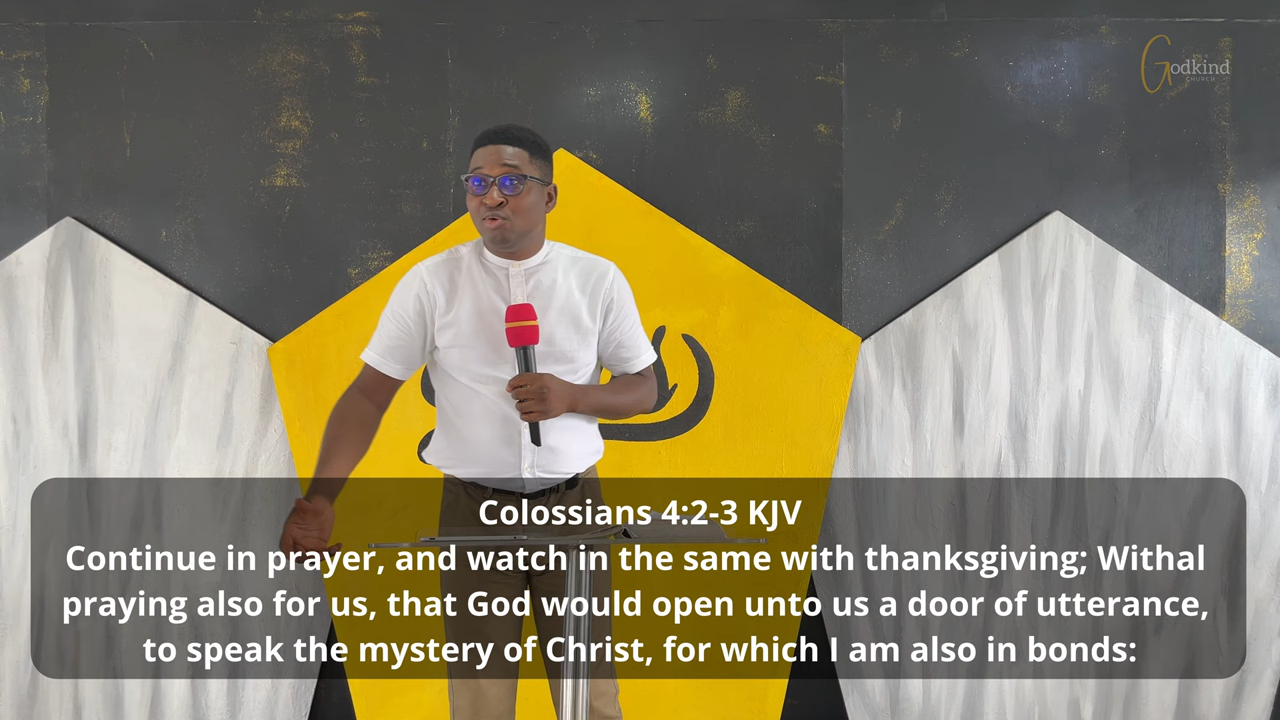 Godkind
CHURCH
Colossians 4:2-3 KJV
Continue in prayer, and watch in the same with thanksgiving; Withal
praying also for us, that God would open unto us a door of utterance,
to speak the mystery of Christ, for which I am also in bonds: